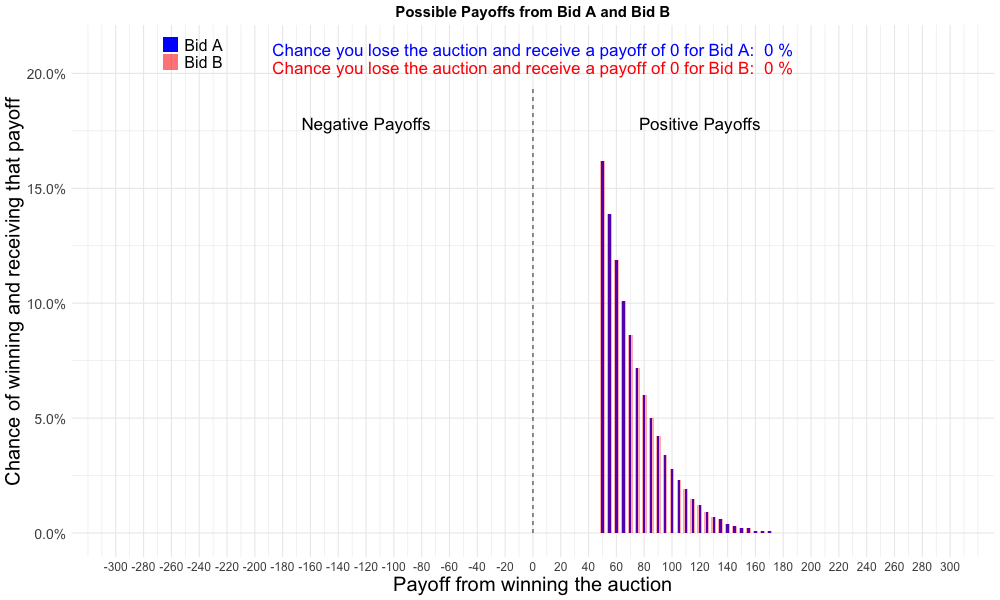 Possible Payoffs from Bid A and Bid B
Bid A
Bid B
Chance you lose the auction and receive a payoff of 0 for Bid A:  0 %
Chance you lose the auction and receive a payoff of 0 for Bid B:  0 %
Negative Payoffs
Positive Payoffs
Chance of winning and receiving that payoff
20.0%
15.0%
10.0%
5.0%
0.0%
-300 -280 -260 -240 -220 -200 -180 -160 -140 -120 -100 -80 -60 -40 -20 0 20 40 60 80 100 120 140 160 180 200 220 240 260 280 300
Payoff from winning the auction